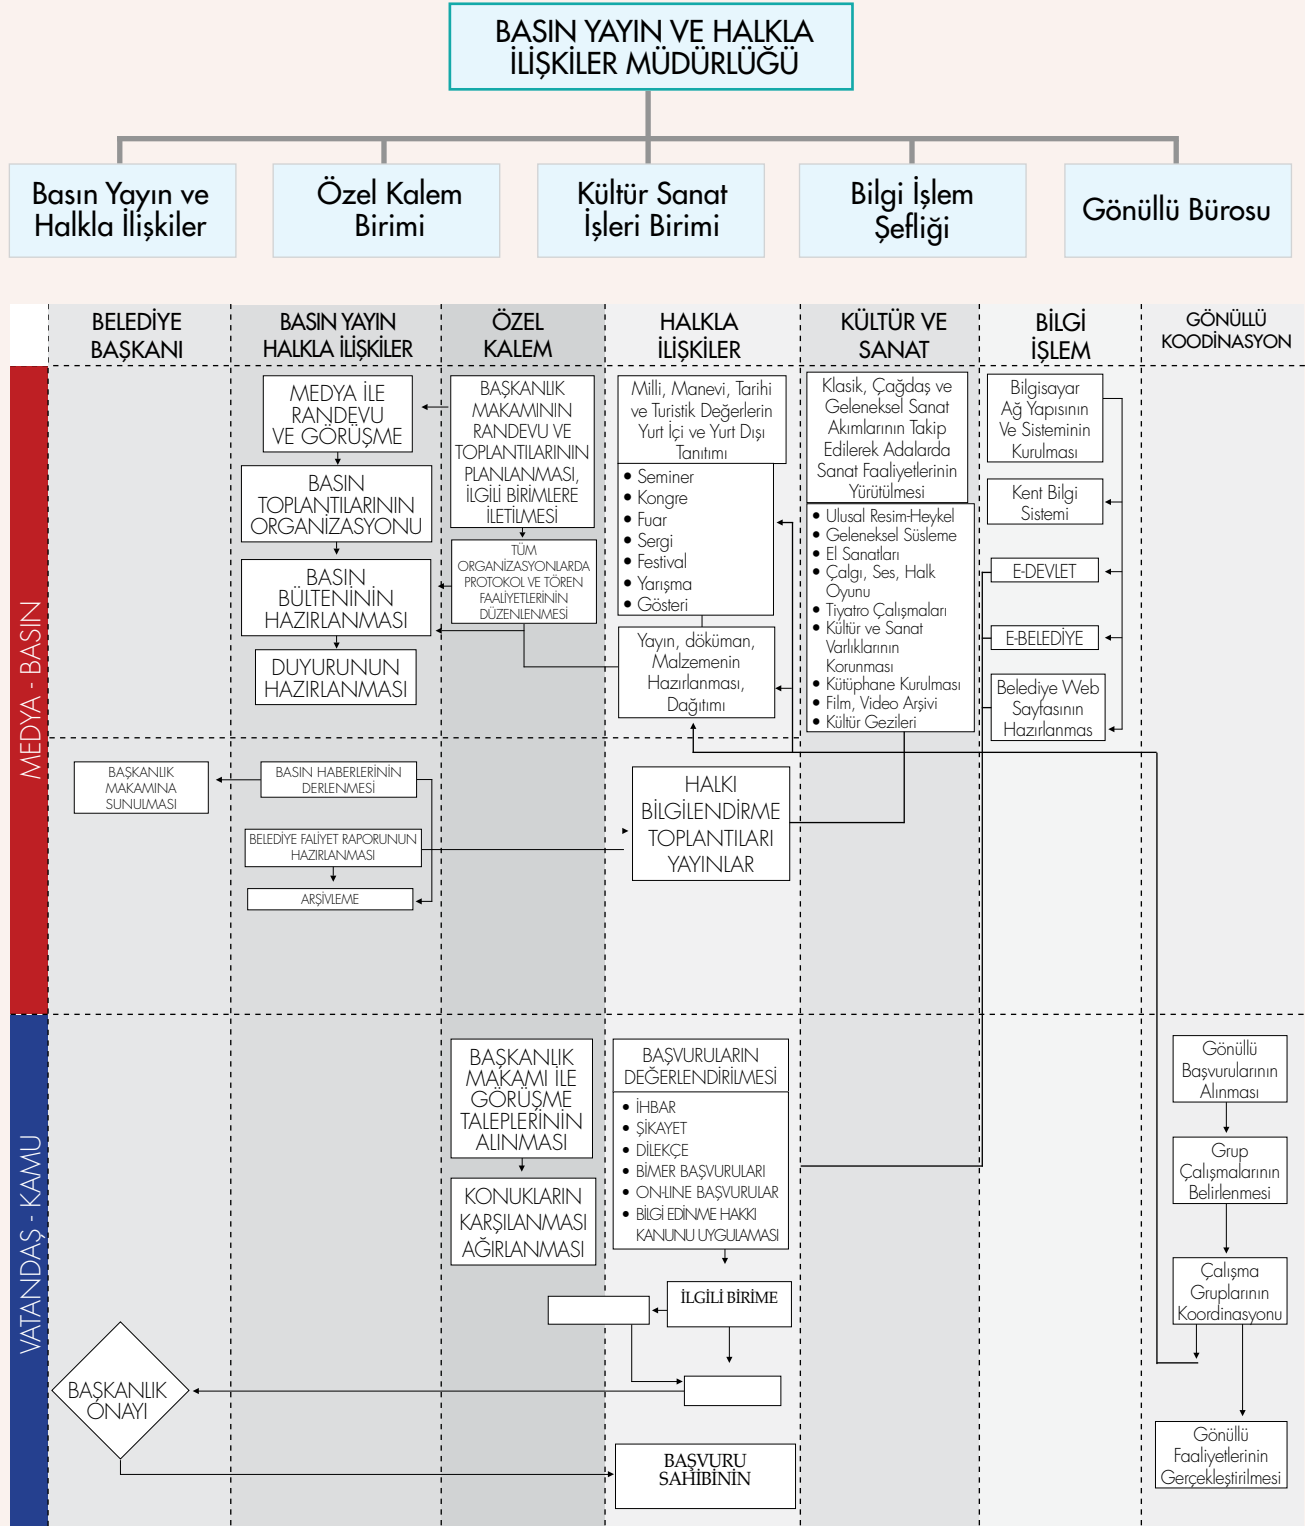 BASIN YAYIN VE HALKLA
İLİŞKİLER MÜDÜRLÜĞÜ
Basın Yayın ve
Halkla İlişkiler
Özel Kalem
Birimi
Kültür Sanat
İşleri Birimi
Bilgi İşlem
Şefliği
Gönüllü Bürosu
BELEDİYE
BAŞKANI
BASIN YAYIN
HALKLA İLİŞKİLER
ÖZEL
KALEM
HALKLA
İLİŞKİLER
KÜLTÜR VE
SANAT
BİLGİ
İŞLEM
GÖNÜLLÜ
KOODİNASYON
MEDYA - BASIN
MEDYA İLE
RANDEVU
VE GÖRÜŞME
BASIN
TOPLANTILARININ
ORGANİZASYONU
BASIN
BÜLTENİNİN
HAZIRLANMASI
DUYURUNUN
HAZIRLANMASI
BAŞKANLIK
MAKAMININ
RANDEVU VE
TOPLANTILARININ
PLANLANMASI,
İLGİLİ BİRİMLERE
İLETİLMESİ
TÜM
ORGANİZASYONLARDA
PROTOKOL VE TÖREN
FAALİYETLERİNİN
DÜZENLENMESİ
Milli, Manevi, Tarihi
ve Turistik Değerlerin
Yurt İçi ve Yurt Dışı
Tanıtımı
• Seminer
• Kongre
• Fuar
• Sergi
• Festival
• Yarışma
• Gösteri
Yayın, döküman,
Malzemenin
Hazırlanması,
Dağıtımı
Klasik, Çağdaş ve
Geleneksel Sanat
Akımlarının Takip
Edilerek Adalarda
Sanat Faaliyetlerinin
Yürütülmesi
• Ulusal Resim-Heykel
• Geleneksel Süsleme
• El Sanatları
• Çalgı, Ses, Halk
Oyunu
• Tiyatro Çalışmaları
• Kültür ve Sanat
Varlıklarının
Korunması
• Kütüphane Kurulması
• Film, Video Arşivi
• Kültür Gezileri
Bilgisayar
Ağ Yapısının
Ve Sisteminin
Kurulması
Kent Bilgi
Sistemi
E-DEVLET
E-BELEDİYE
Belediye Web
Sayfasının
Hazırlanmas
BAŞKANLIK
MAKAMINA
SUNULMASI
BASIN HABERLERİNİN
DERLENMESİ
BELEDİYE FALİYET RAPORUNUN
HAZIRLANMASI
ARŞİVLEME
HALKI
BİLGİLENDİRME
TOPLANTILARI
YAYINLAR
VATANDAŞ - KAMU
BAŞKANLIK
MAKAMI İLE
GÖRÜŞME
TALEPLERİNİN
ALINMASI
KONUKLARIN
KARŞILANMASI
AĞIRLANMASI
BAŞVURULARIN
DEĞERLENDİRİLMESİ
• İHBAR
• ŞİKAYET
• DİLEKÇE
• BİMER BAŞVURULARI
• ON-LINE BAŞVURULAR
• BİLGİ EDİNME HAKKI
KANUNU UYGULAMASI
İLGİLİ BİRİME
BAŞKANLIK
ONAYI
BAŞVURU
SAHİBİNİN
Gönüllü
Başvurularının
Alınması
Grup
Çalışmalarının
Belirlenmesi
Çalışma
Gruplarının
Koordinasyonu
Gönüllü
Faaliyetlerinin
Gerçekleştirilmesi